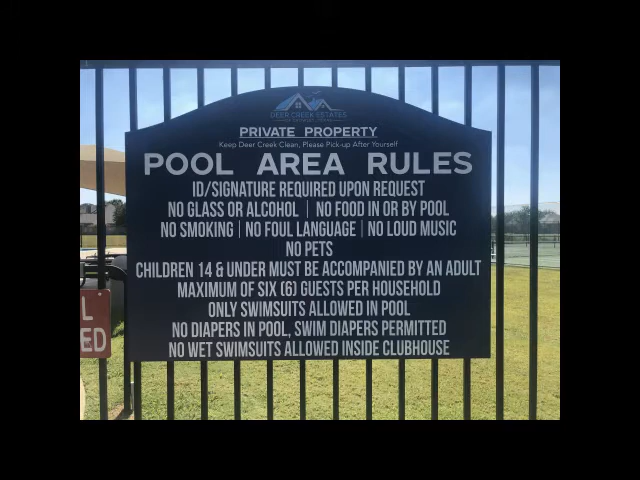 DEER CREEK ESTATES
PRIVATE PROPERTY
Keep Deer Creek Clean, Please Pick-up After Yourself
POOL AREA RULES
ID/SIGNATURE REQUIRED UPON REQUEST
NO GLASS OR ALCOHOL | NO FOOD IN OR BY POOL
NO SMOKING | NO FOUL LANGUAGE | NO LOUD MUSIC
NO PETS
CHILDREN 14 & UNDER MUST BE ACCOMPANIED BY AN ADULT
MAXIMUM OF SIX (6) GUESTS PER HOUSEHOLD
ONLY SWIMSUITS ALLOWED IN POOL
NO DIAPERS IN POOL, SWIM DIAPERS PERMITTED
NO WET SWIMSUITS ALLOWED INSIDE CLUBHOUSE
L
ED